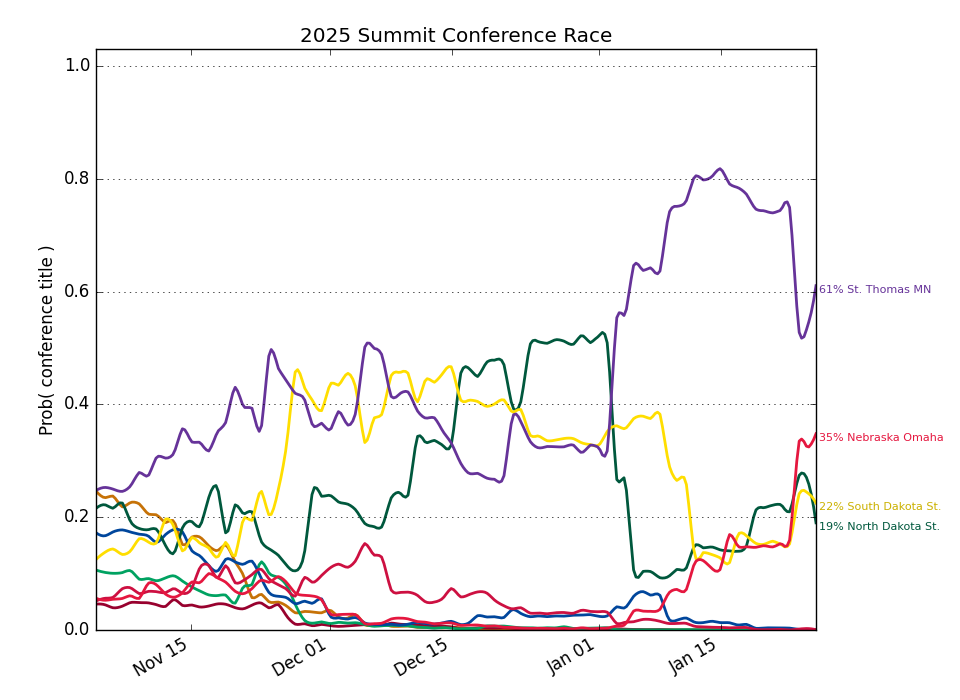 2025 Summit Conference Race
Prob( conference title )
1.0
0.8
0.6
0.4
0.2
0.0
Nov 15
Dec 01
Dec 15
Jan 01
Jan 15
61% St. Thomas MN
35% Nebraska Omaha
22% South Dakota St.
19% North Dakota St.